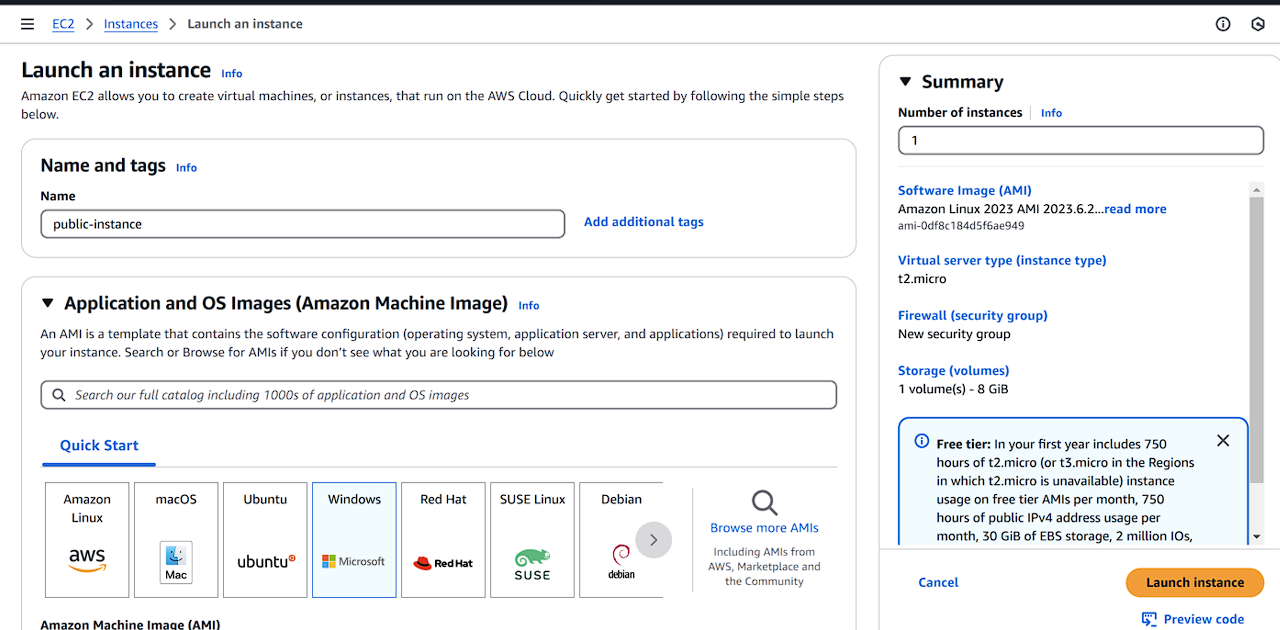 EC2 > Instances > Launch an instance
Launch an instance Info
Amazon EC2 allows you to create virtual machines, or instances, that run on the AWS Cloud. Quickly get started by following the simple steps
below.
Name and tags Info
Name
public-instance
Add additional tags
Application and OS Images (Amazon Machine Image) Info
An AMI is a template that contains the software configuration (operating system, application server, and applications) required to launch
your instance. Search or Browse for AMIs if you don't see what you are looking for below
Search our full catalog including 1000s of application and OS images
Quick Start
Amazon
Linux
aws
macOS
Mac
Ubuntu
ubuntu
Windows
Microsoft
Red Hat
Red Hat
SUSE Linux
SUSE
Debian
debian
Browse more AMIs
Including AMIs from
AWS, Marketplace and
the Community
Amazon Machine Image (AMI)
Summary
Number of instances Info
1
Software Image (AMI)
Amazon Linux 2023 AMI 2023.6.2...read more
ami-0df8c184d5f6ae949
Virtual server type (instance type)
t2.micro
Firewall (security group)
New security group
Storage (volumes)
1 volume(s) - 8 GiB
Free tier: In your first year includes 750
hours of t2.micro (or t3.micro in the Regions
in which t2.micro is unavailable) instance
usage on free tier AMIs per month, 750
hours of public IPv4 address usage per
month, 30 GiB of EBS storage, 2 million IOs,
Cancel
Launch instance
Preview code